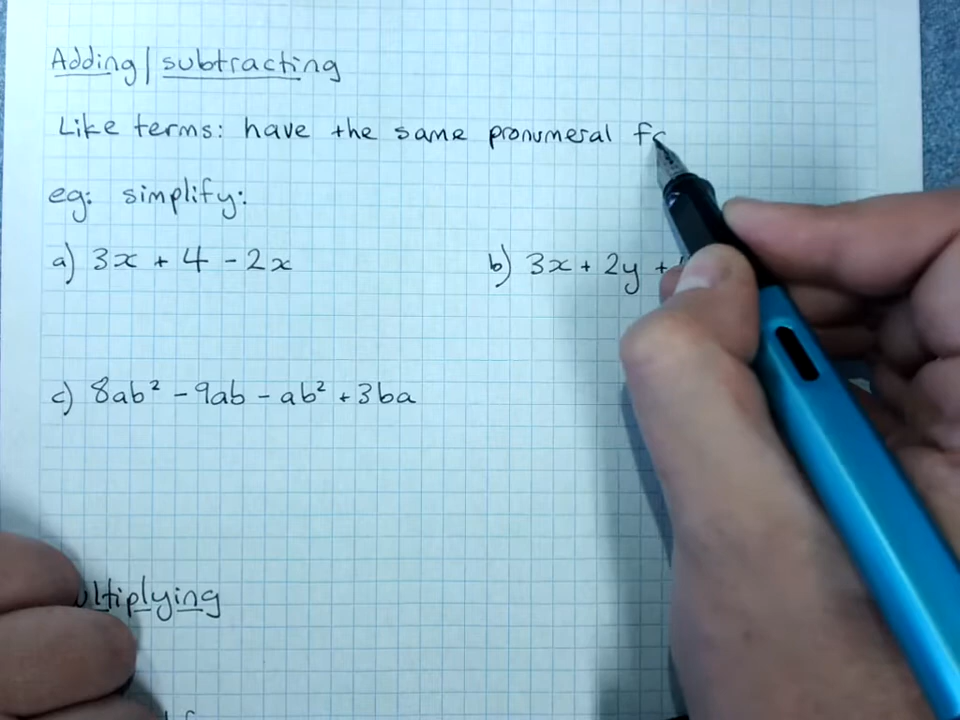 Adding/subtracting
Like terms: have the same pronumeral
eg: simplify:
a) 3x + 4 - 2x
b) 3x + 2y +
c) 8ab² - 9ab - ab² + 3ba